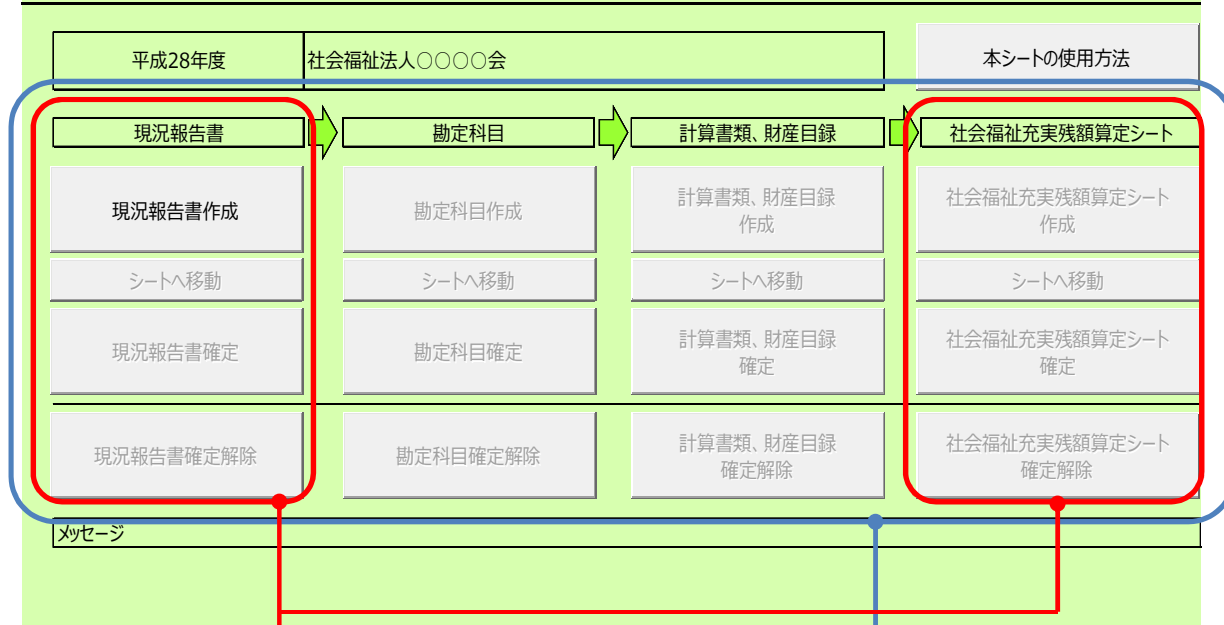 平成28年度
社会福祉法人○○○○会
本シートの使用方法
現況報告書
勘定科目
計算書類、財産目録
社会福祉充実残額算定シート
現況報告書作成
勘定科目作成
計算書類、財産目録
作成
社会福祉充実残額算定シート
作成
シートへ移動
シートへ移動
シートへ移動
シートへ移動
現況報告書確定
勘定科目確定
計算書類、財産目録
確定
社会福祉充実残額算定シート
確定
現況報告書確定解除
勘定科目確定解除
計算書類、財産目録
確定解除
社会福祉充実残額算定シート
確定解除
メッセージ